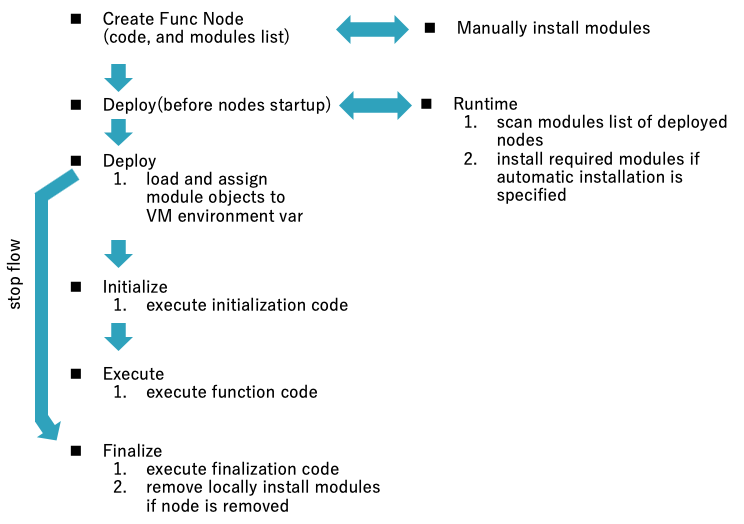 ■ Create Func Node
(code, and modules list)
■ Manually install modules
■ Deploy(before nodes startup)
■ Runtime
1. scan modules list of deployed
nodes
2. install required modules if
automatic installation is
specified
■ Deploy
1. load and assign
module objects to
VM environment var
stop flow
■ Initialize
1. execute initialization code
■ Execute
1. execute function code
■ Finalize
1. execute finalization code
2. remove locally install modules
if node is removed